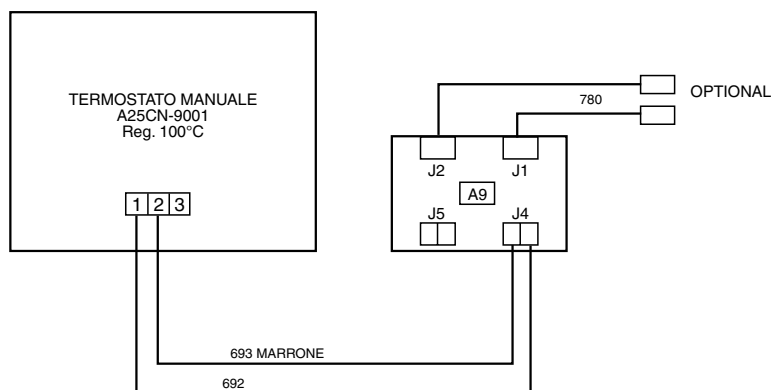 TERMOSTATO MANUALE
A25CN-9001
Reg. 100°C
1 2 3
780
OPTIONAL
J2 J1
A9
J5 J4
693 MARRONE
692